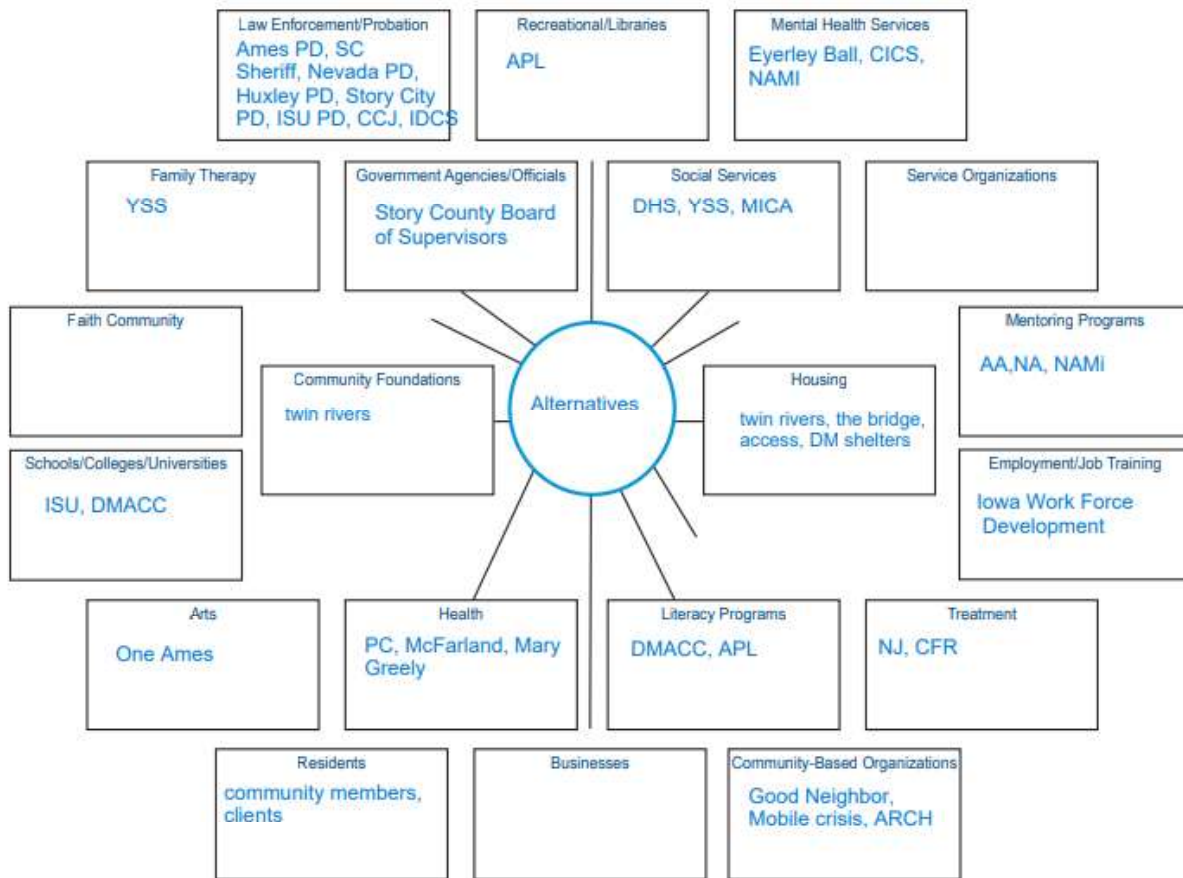 Law Enforcement/Probation
Ames PD, SC
Sheriff, Nevada PD,
Huxley PD, Story City
PD, ISU PD, CCJ, IDCS
Recreational/Libraries
APL
Mental Health Services
Eyerley Ball, CICS,
NAMI
Family Therapy
YSS
Government Agencies/Officials
Story County Board
of Supervisors
Social Services
DHS, YSS, MICA
Service Organizations
Faith Community
Community Foundations
twin rivers
Alternatives
Housing
twin rivers, the bridge,
access, DM shelters
Mentoring Programs
AA,NA, NAMi
Schools/Colleges/Universities
ISU, DMACC
Employment/Job Training
Iowa Work Force
Development
Arts
One Ames
Health
PC, McFarland, Mary
Greely
Literacy Programs
DMACC, APL
Treatment
NJ, CFR
Residents
community members,
clients
Businesses
Community-Based Organizations
Good Neighbor,
Mobile crisis, ARCH